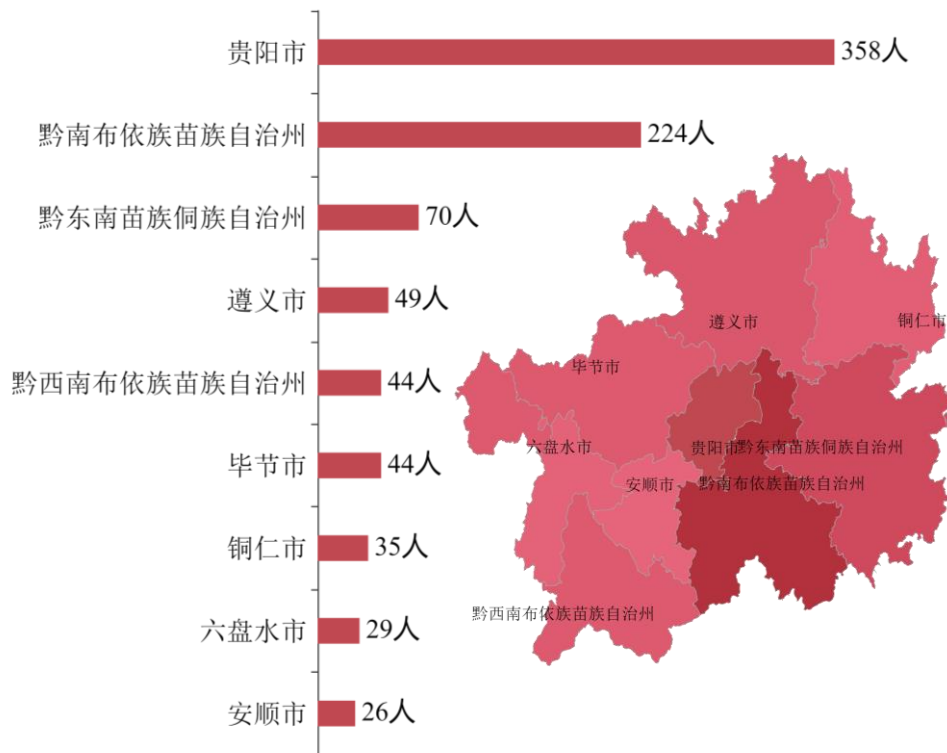 贵阳市
358人
黔南布依族苗族自治州
224人
黔东南苗族侗族自治州
70人
遵义市
49人
黔西南布依族苗族自治州
44人
毕节市
44人
铜仁市
35人
六盘水市
29人
安顺市
26人
遵义市
铜仁市
毕节市
六盘水市
贵阳市
黔东南苗族侗族自治州
安顺市
黔南布依族苗族自治州
黔西南布依族苗族自治州